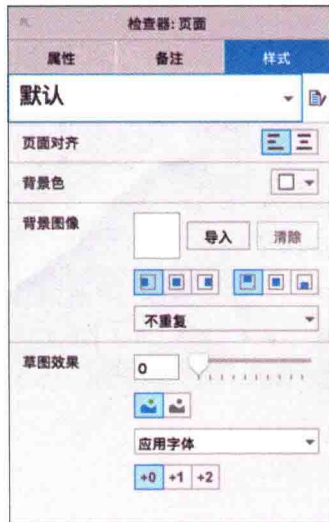 检查器: 页面
属性 备注 样式
默认
页面对齐
背景色
背景图像 导入 清除
不重复
草图效果 0
应用字体
+0 +1 +2